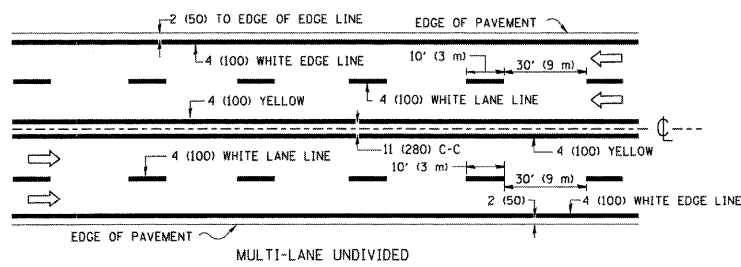 2 (50) TO EDGE OF EDGE LINE
EDGE OF PAVEMENT
4 (100) WHITE EDGE LINE
10' (3 m)
30' (9 m)
4 (100) YELLOW
4 (100) WHITE LANE LINE
℄
4 (100) WHITE LANE LINE
11 (280) C-C
4 (100) YELLOW
10' (3 m)
30' (9 m)
2 (50)
4 (100) WHITE EDGE LINE
EDGE OF PAVEMENT
MULTI-LANE UNDIVIDED